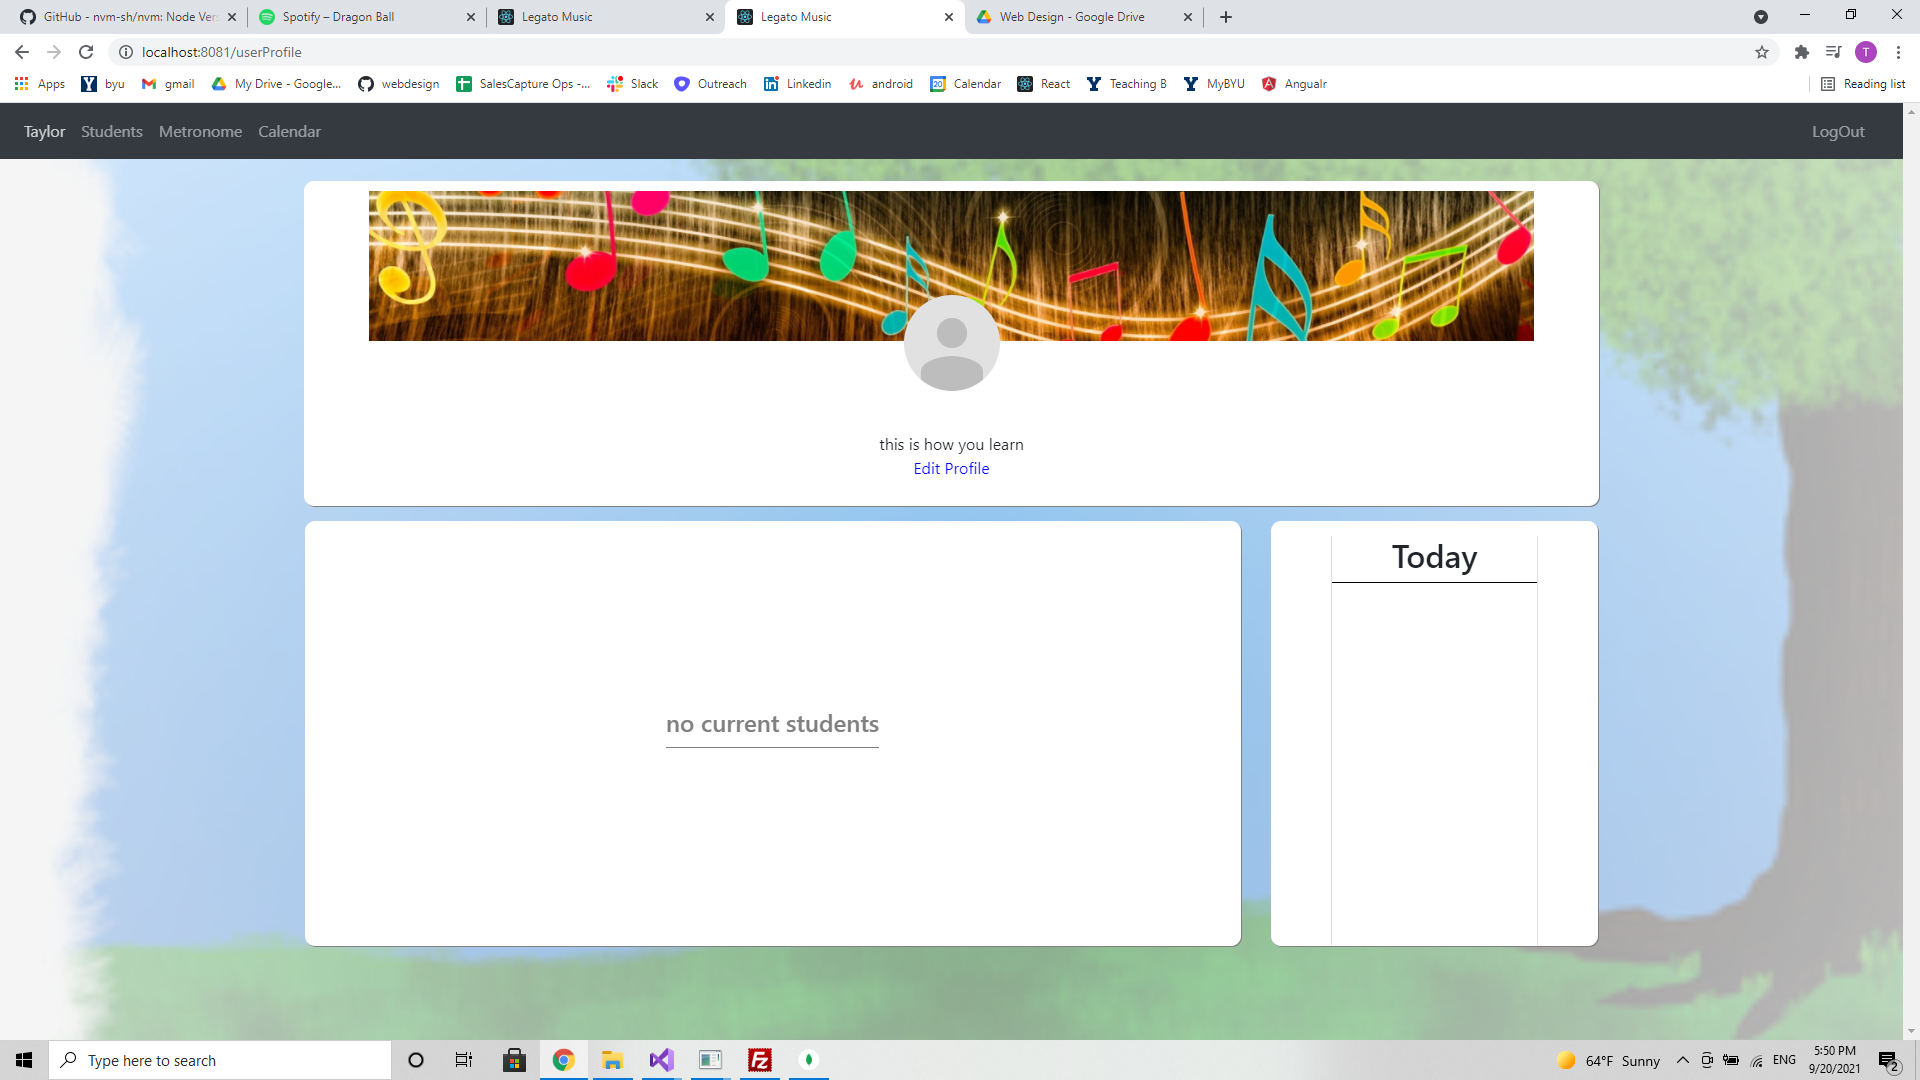 GitHub - nvm-sh/nvm: Node Ver
Spotify – Dragon Ball
Legato Music
Legato Music
Web Design - Google Drive
localhost:8081/userProfile
T
Apps
byu
gmail
My Drive - Google...
webdesign
SalesCapture Ops -...
Slack
Outreach
Linkedin
android
Calendar
React
Teaching B
MyBYU
Angualr
Reading list
Taylor
Students
Metronome
Calendar
LogOut
this is how you learn
Edit Profile
no current students
Today
Type here to search
64°F Sunny
ENG
5:50 PM
9/20/2021
2